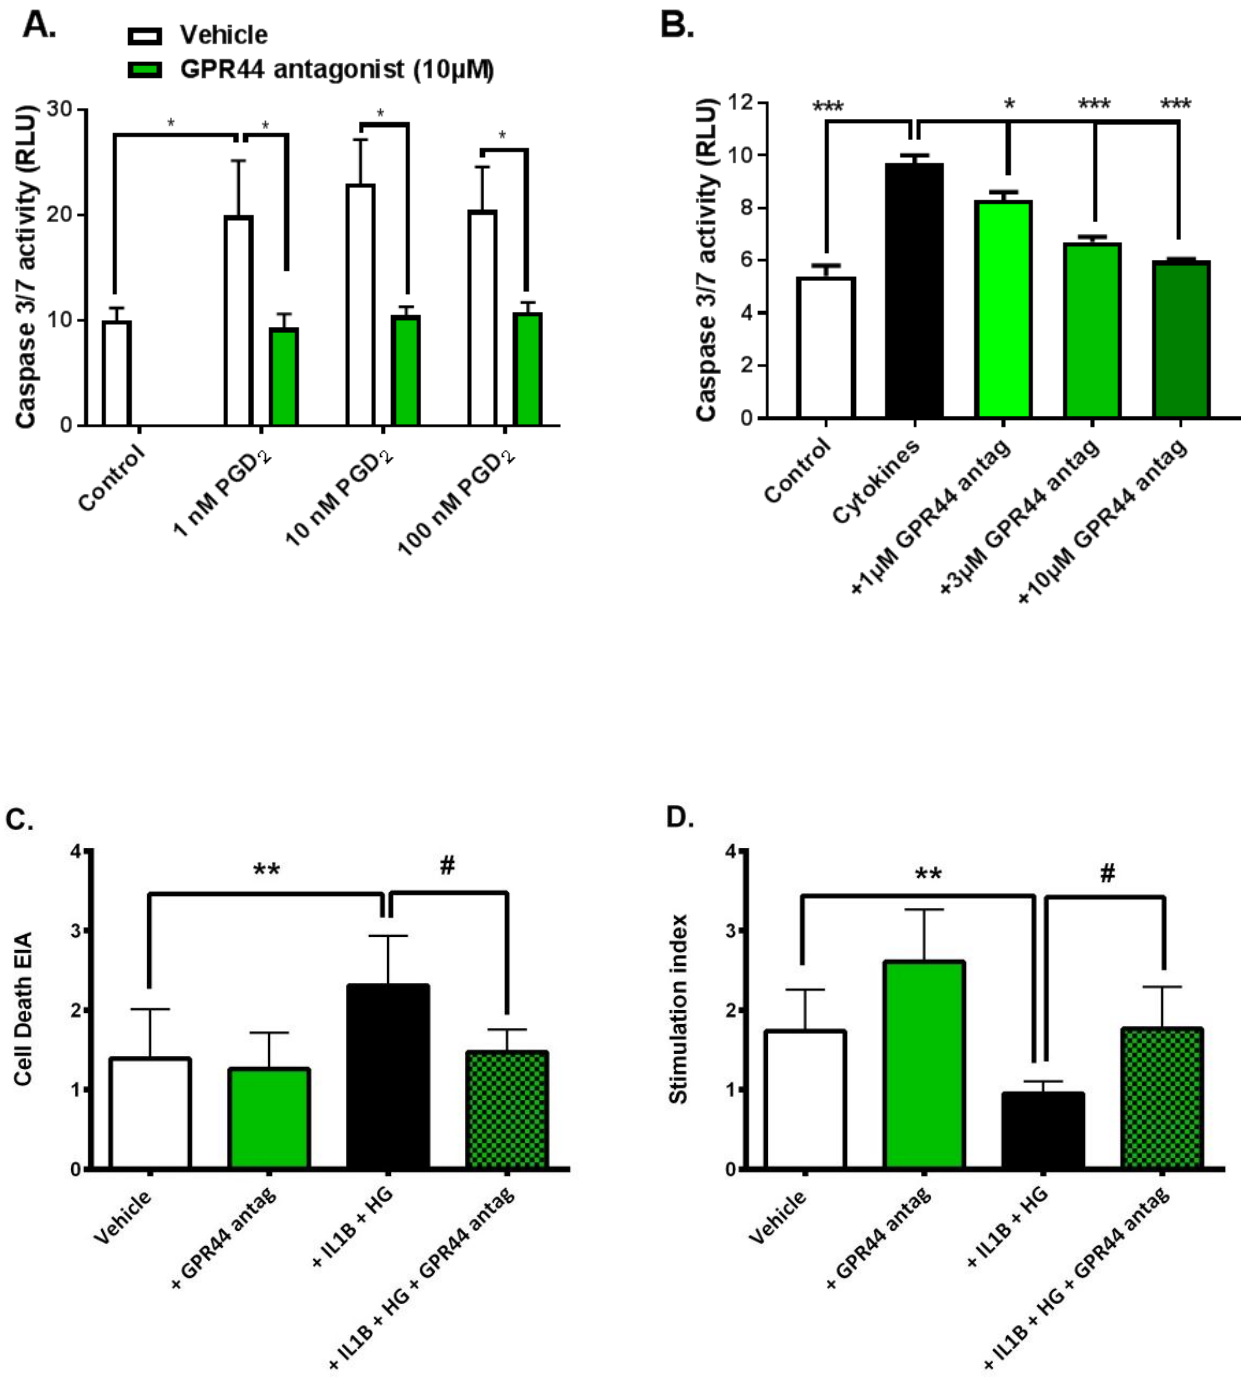 A.
Vehicle
GPR44 antagonist (10µM)
Caspase 3/7 activity (RLU)
30
20
10
0
*
*
*
*
Control
1 nM PGD₂
10 nM PGD₂
100 nM PGD₂
B.
Caspase 3/7 activity (RLU)
12
10
8
6
4
2
0
***
*
***
***
Control
Cytokines
+1µM GPR44 antag
+3µM GPR44 antag
+10µM GPR44 antag
C.
Cell Death EIA
4
3
2
1
0
**
#
Vehicle
+ GPR44 antag
+ IL1B + HG
+ IL1B + HG + GPR44 antag
D.
Stimulation index
4
3
2
1
0
**
#
Vehicle
+ GPR44 antag
+ IL1B + HG
+ IL1B + HG + GPR44 antag